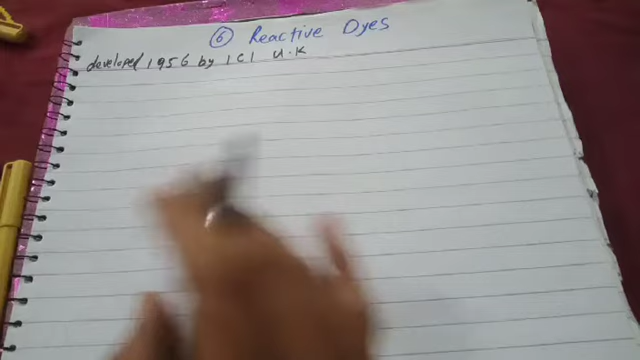 ⑥ Reactive Dyes
developed 1956 by ICI U.K